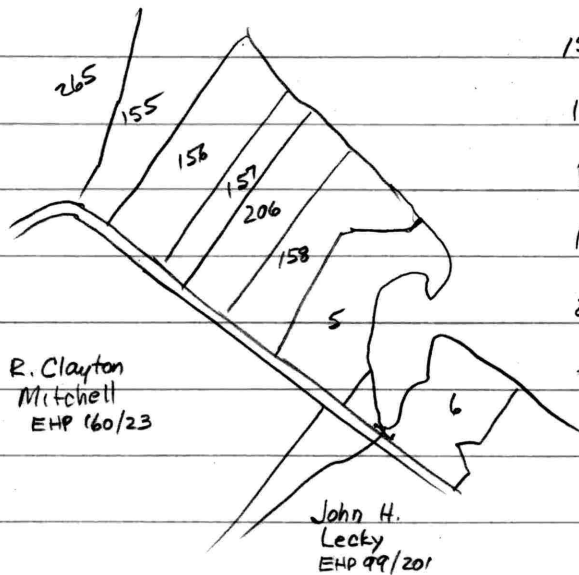 265
155
156
157
206
158
5
R. Clayton
Mitchell
EHP 160/23
6
John H.
Lecky
EHP 99/201